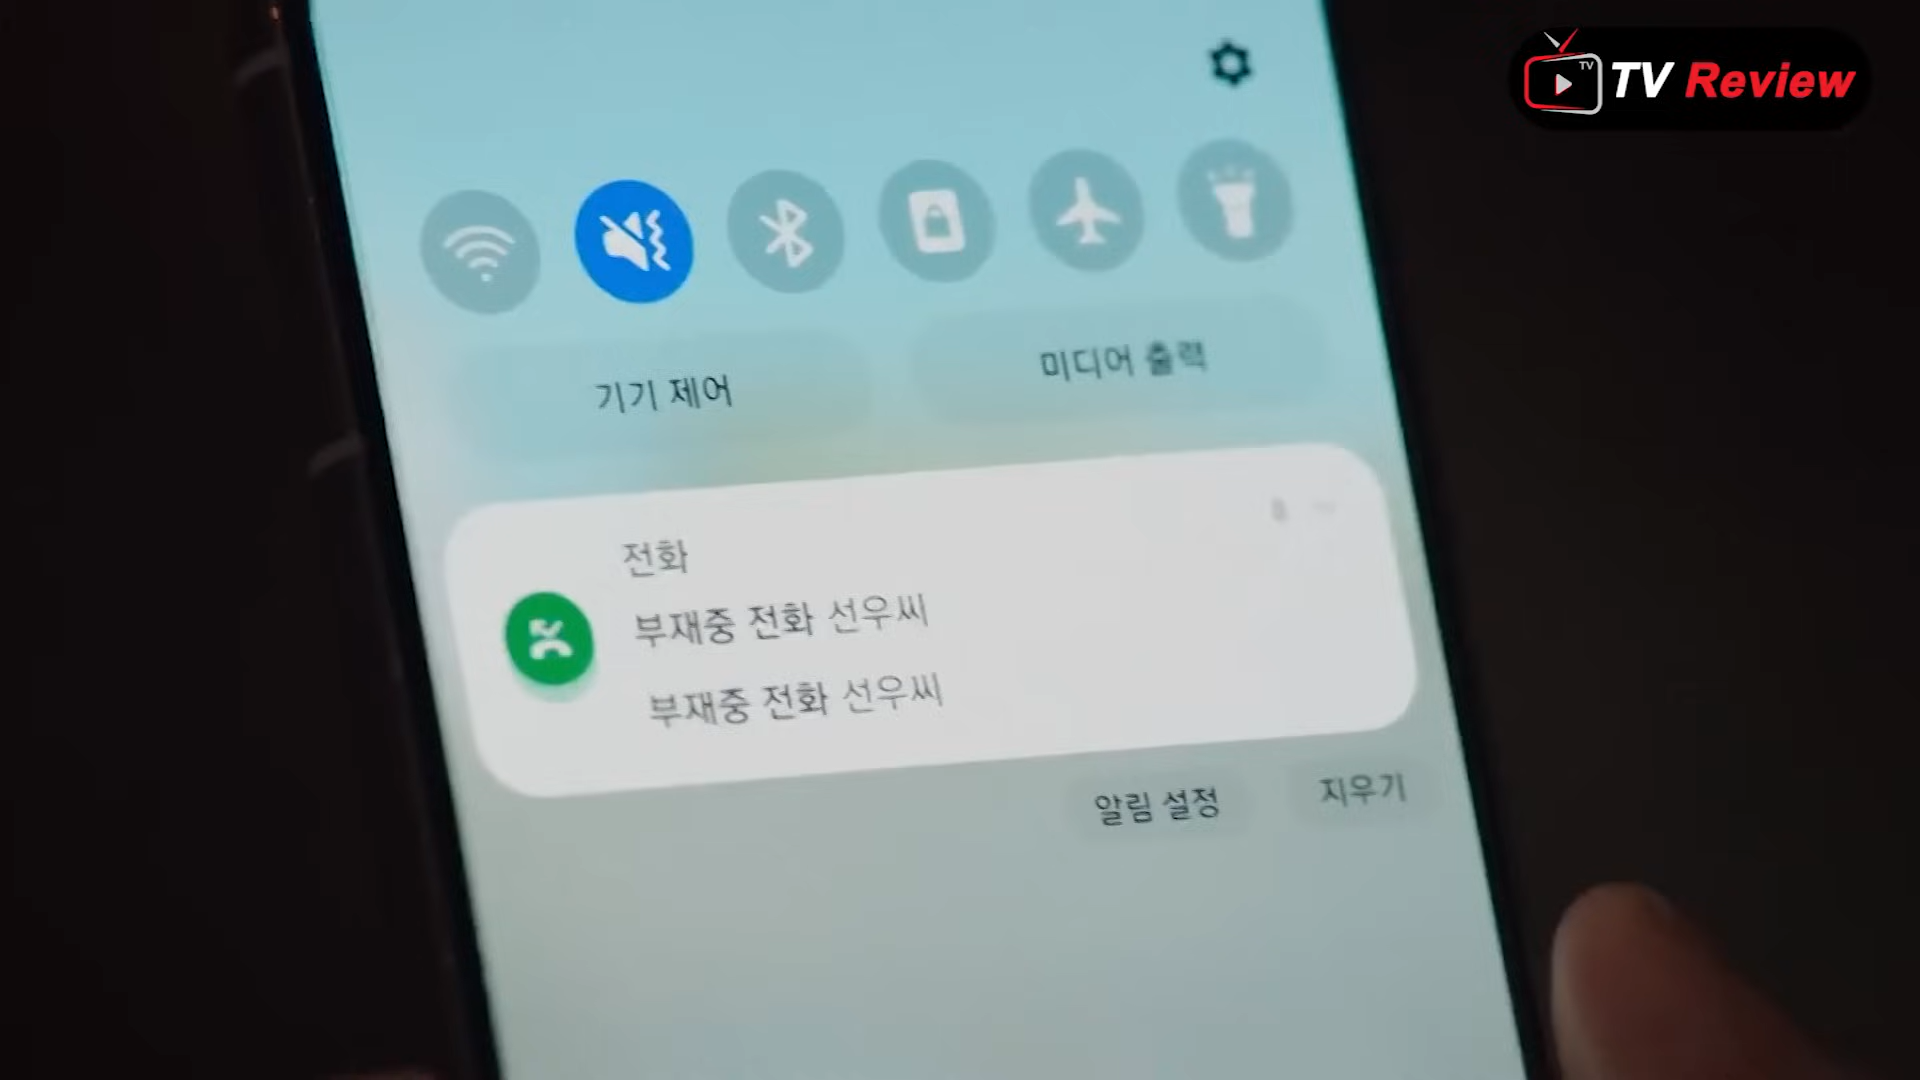 TV
TV Review
기기 제어
미디어 출력
전화
부재중 전화 선우씨
부재중 전화 선우씨
알림 설정
지우기